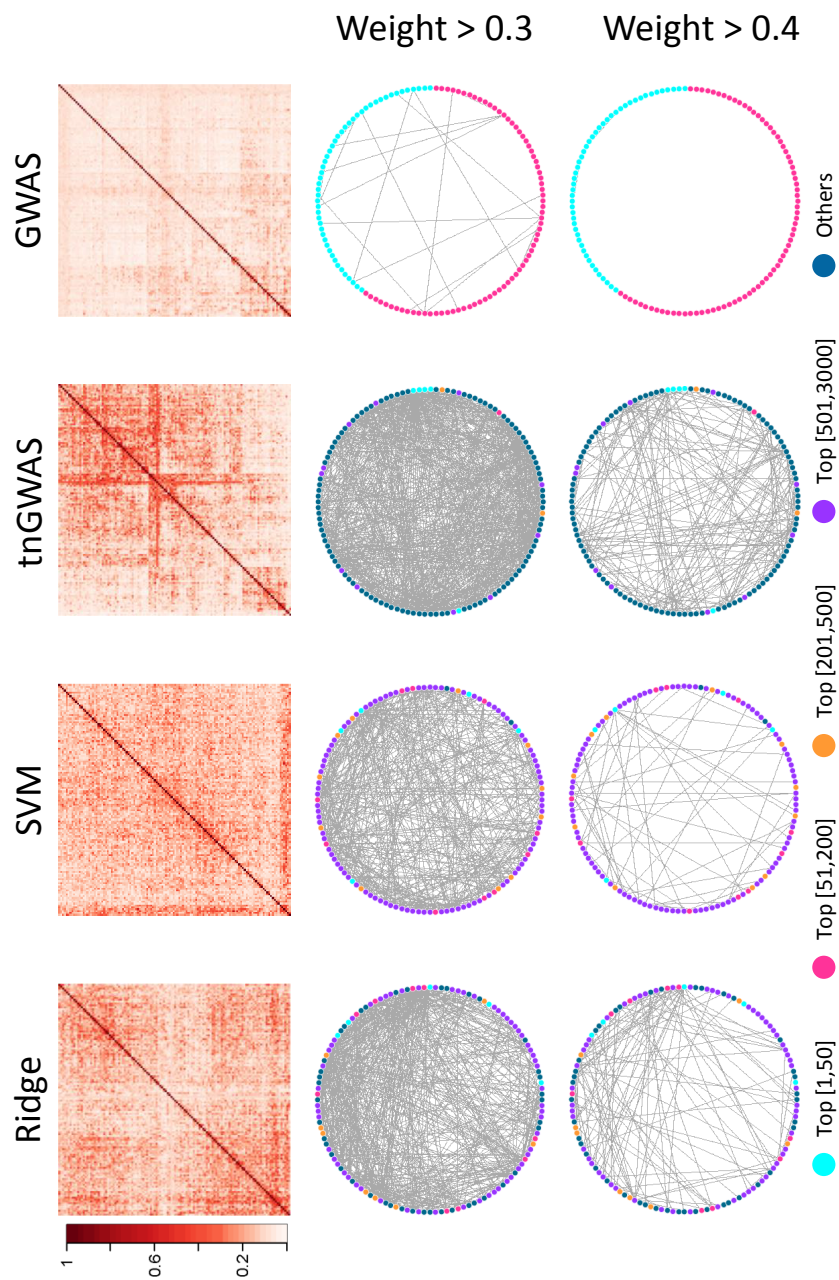 Weight > 0.3
Weight > 0.4
GWAS
tnGWAS
SVM
Ridge
1
0.6
0.2
Top [1,50]
Top [51,200]
Top [201,500]
Top [501,3000]
Others